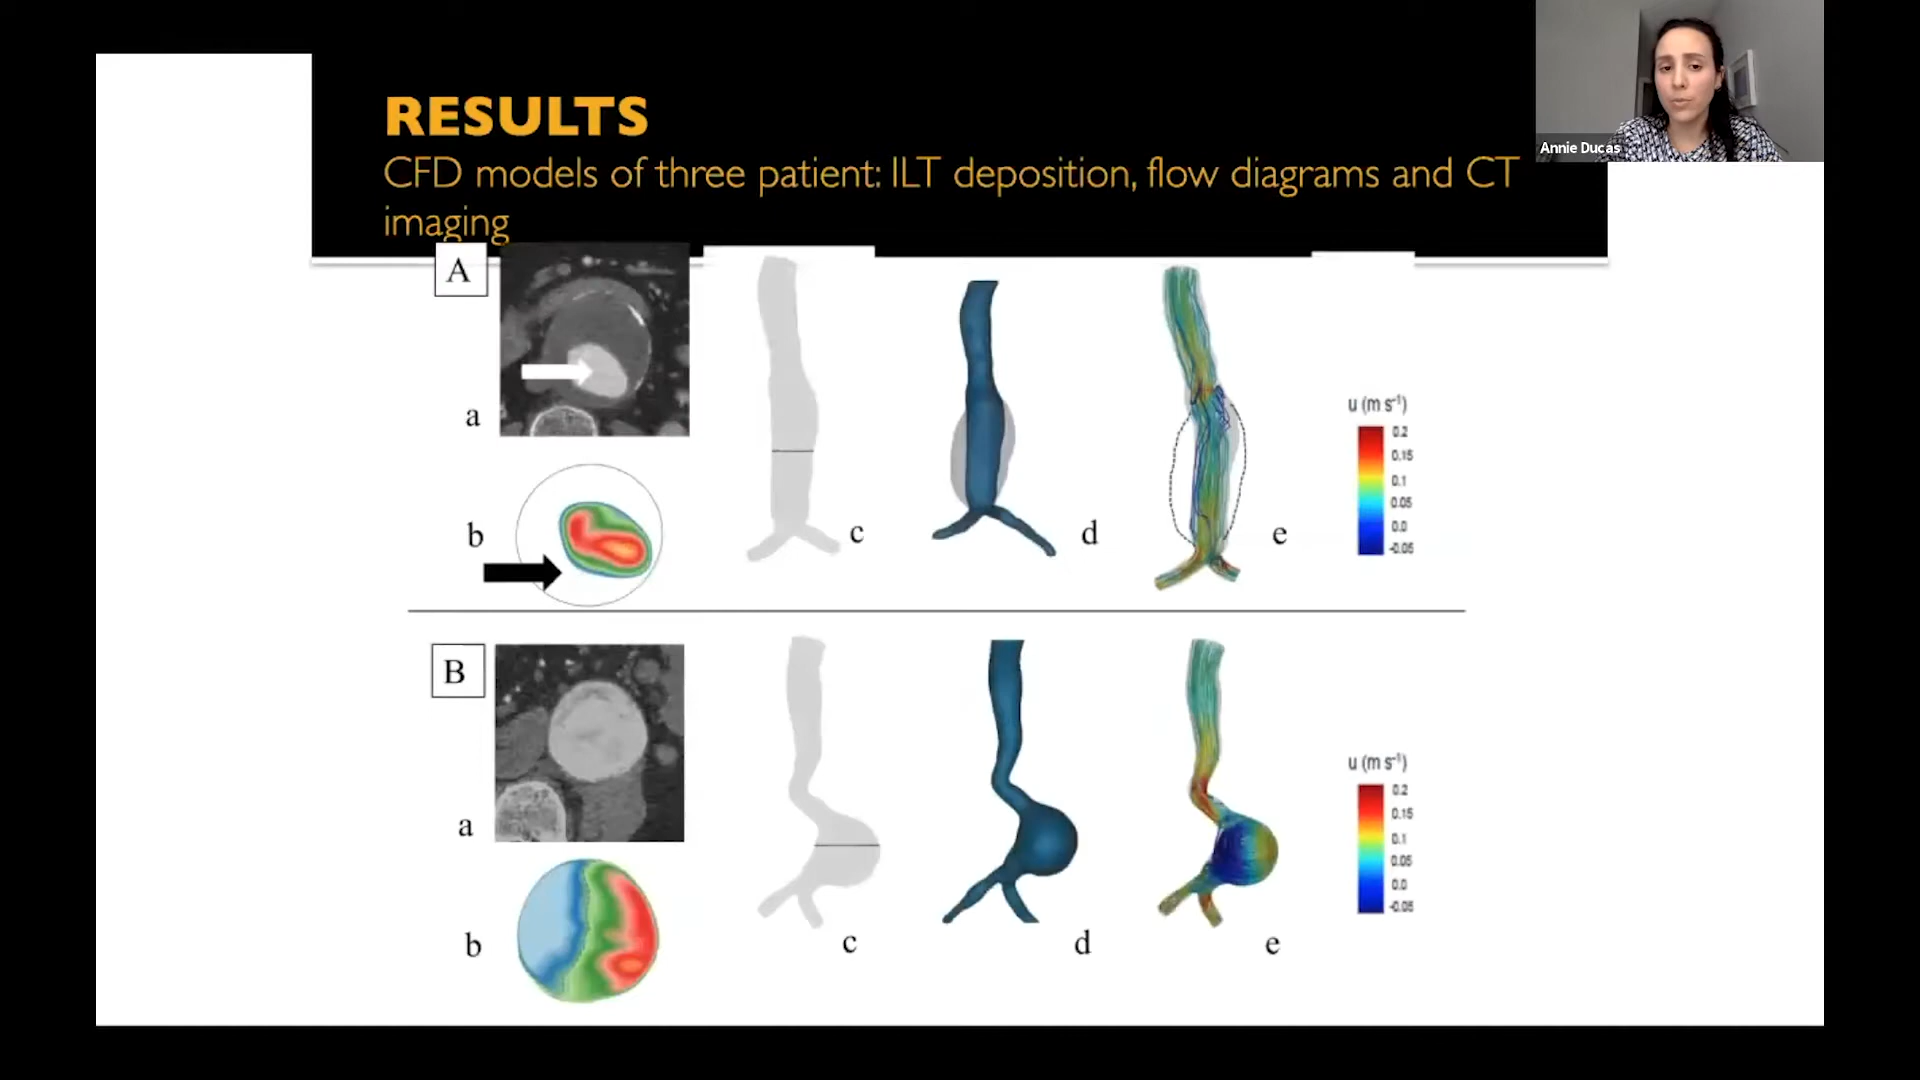 RESULTS
CFD models of three patient: ILT deposition, flow diagrams and CT
imaging
Annie Ducas
A
a
b
c
d
e
u (m s⁻¹)
0.2
0.15
0.1
0.05
0.0
-0.05
B
a
b
c
d
e
u (m s⁻¹)
0.2
0.15
0.1
0.05
0.0
-0.05